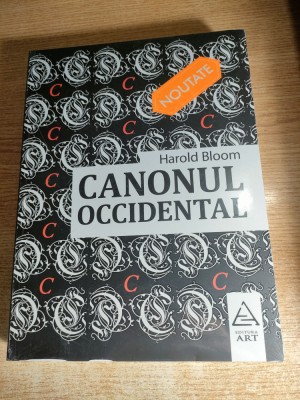 NOUTATE
Harold Bloom
CANONUL
OCCIDENTAL
EDITURA
ART